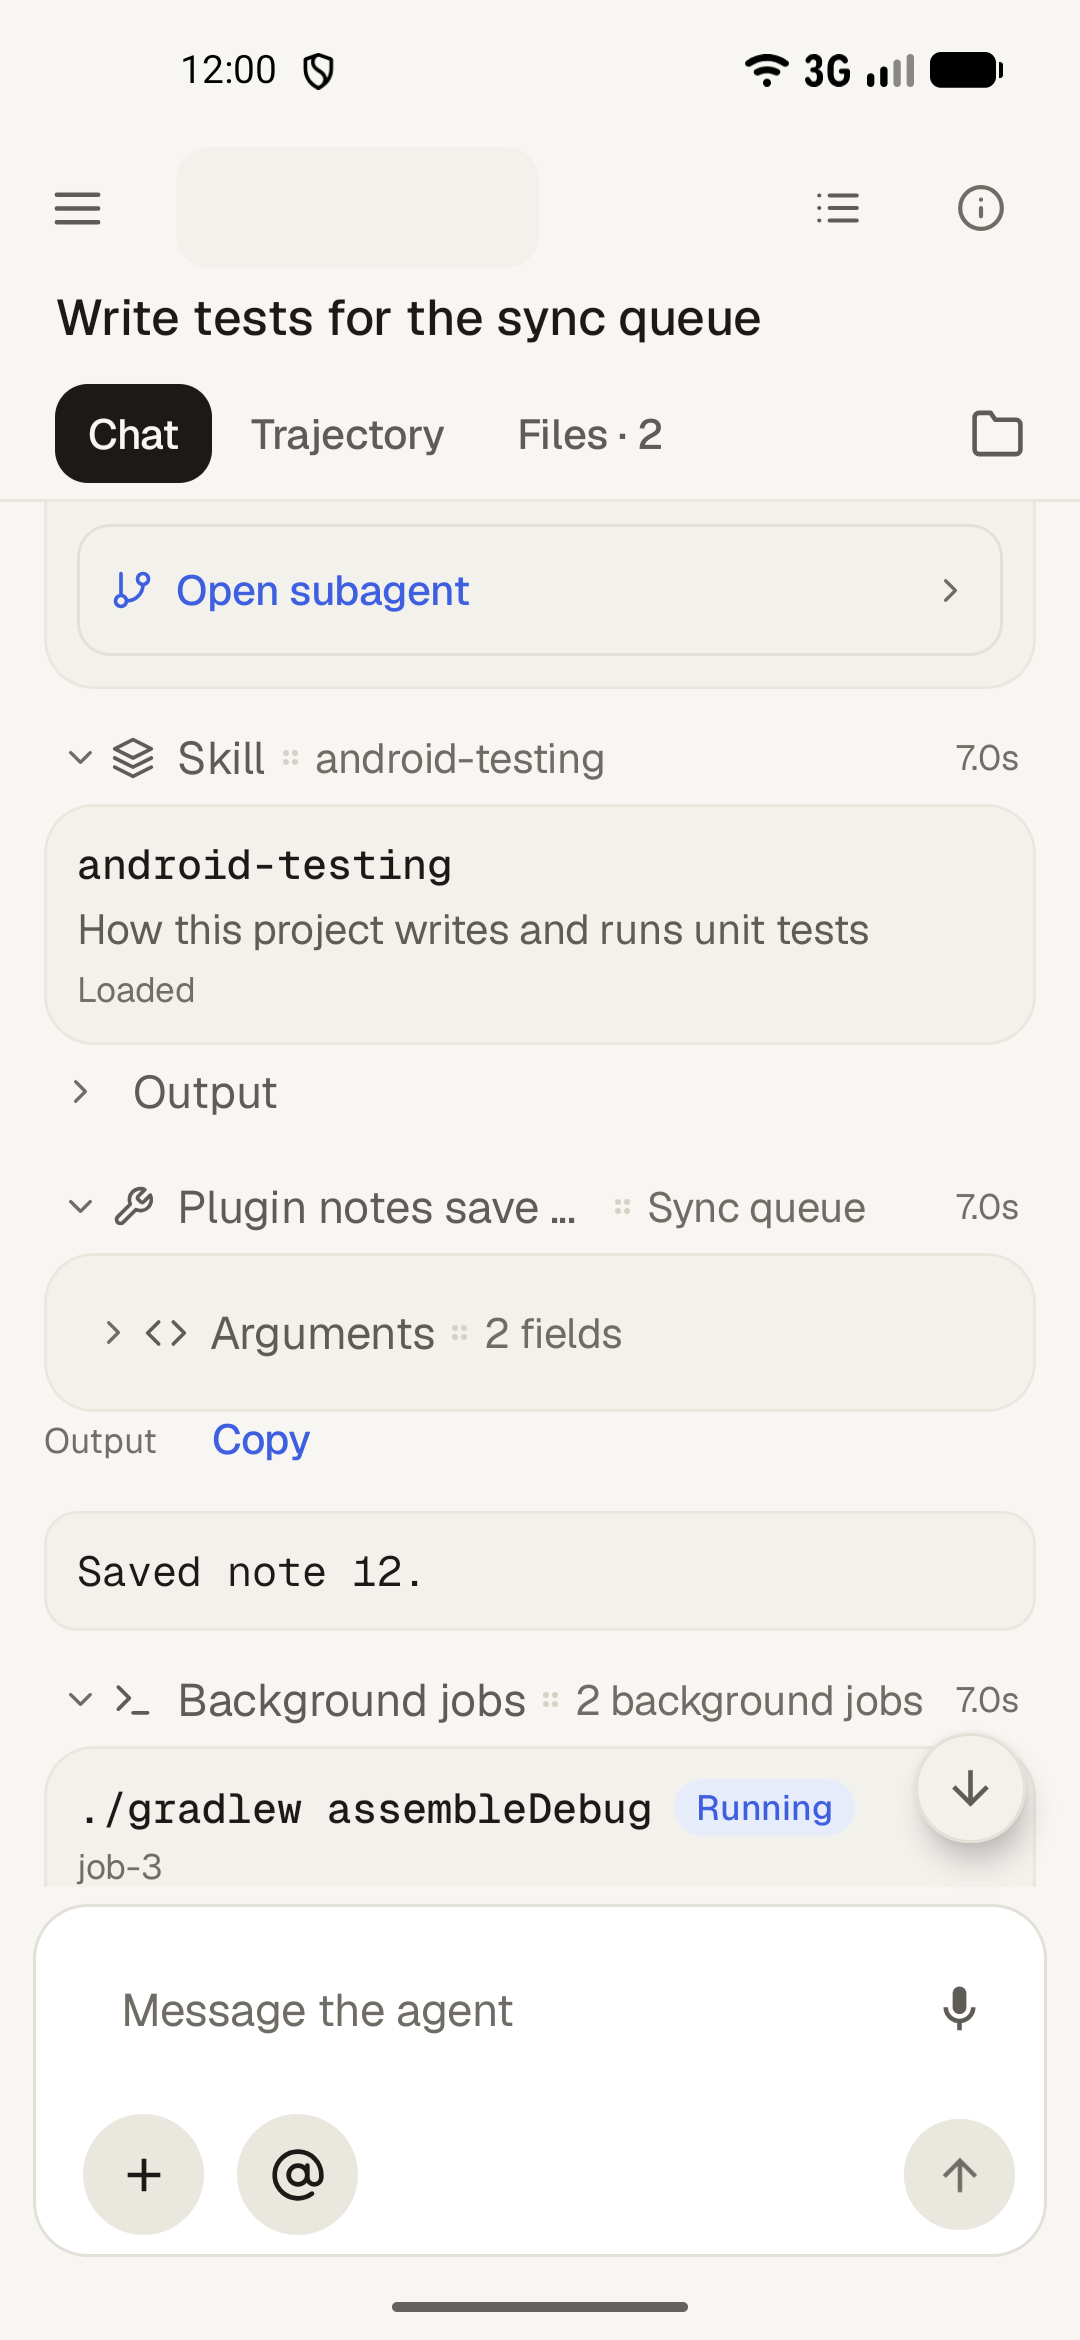 12:00
3G
Write tests for the sync queue
Chat
Trajectory
Files · 2
Open subagent
Skill
android-testing
7.0s
android-testing
How this project writes and runs unit tests
Loaded
Output
Plugin notes save ...
Sync queue
7.0s
Arguments
2 fields
Output
Copy
Saved note 12.
Background jobs
2 background jobs
7.0s
./gradlew assembleDebug
Running
job-3
Message the agent